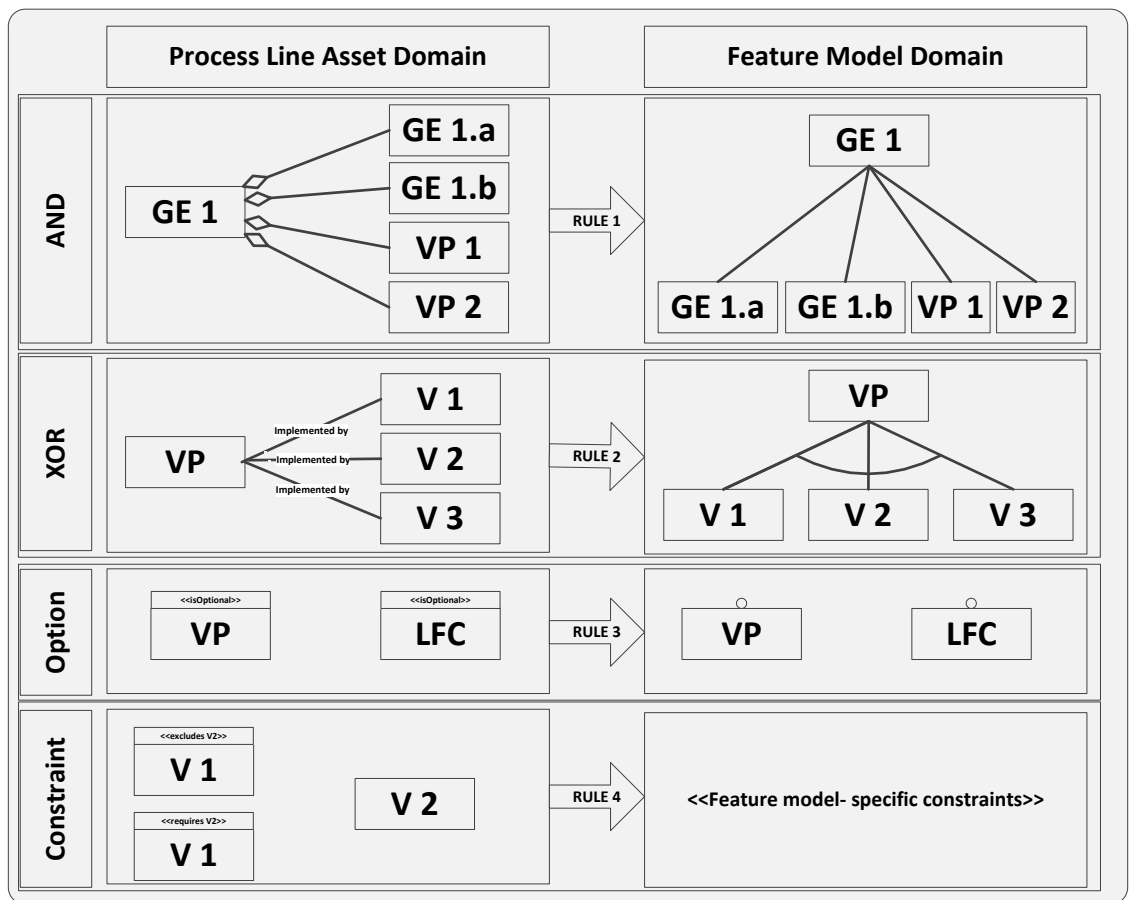 Process Line Asset Domain
Feature Model Domain
AND
GE 1
GE 1.a
GE 1.b
VP 1
VP 2
RULE 1
GE 1
GE 1.a
GE 1.b
VP 1
VP 2
XOR
VP
Implemented by
Implemented by
Implemented by
V 1
V 2
V 3
RULE 2
VP
V 1
V 2
V 3
Option
<<isOptional>>
VP
<<isOptional>>
LFC
RULE 3
VP
LFC
Constraint
<<excludes V2>>
V 1
<<requires V2>>
V 1
V 2
RULE 4
<<Feature model- specific constraints>>